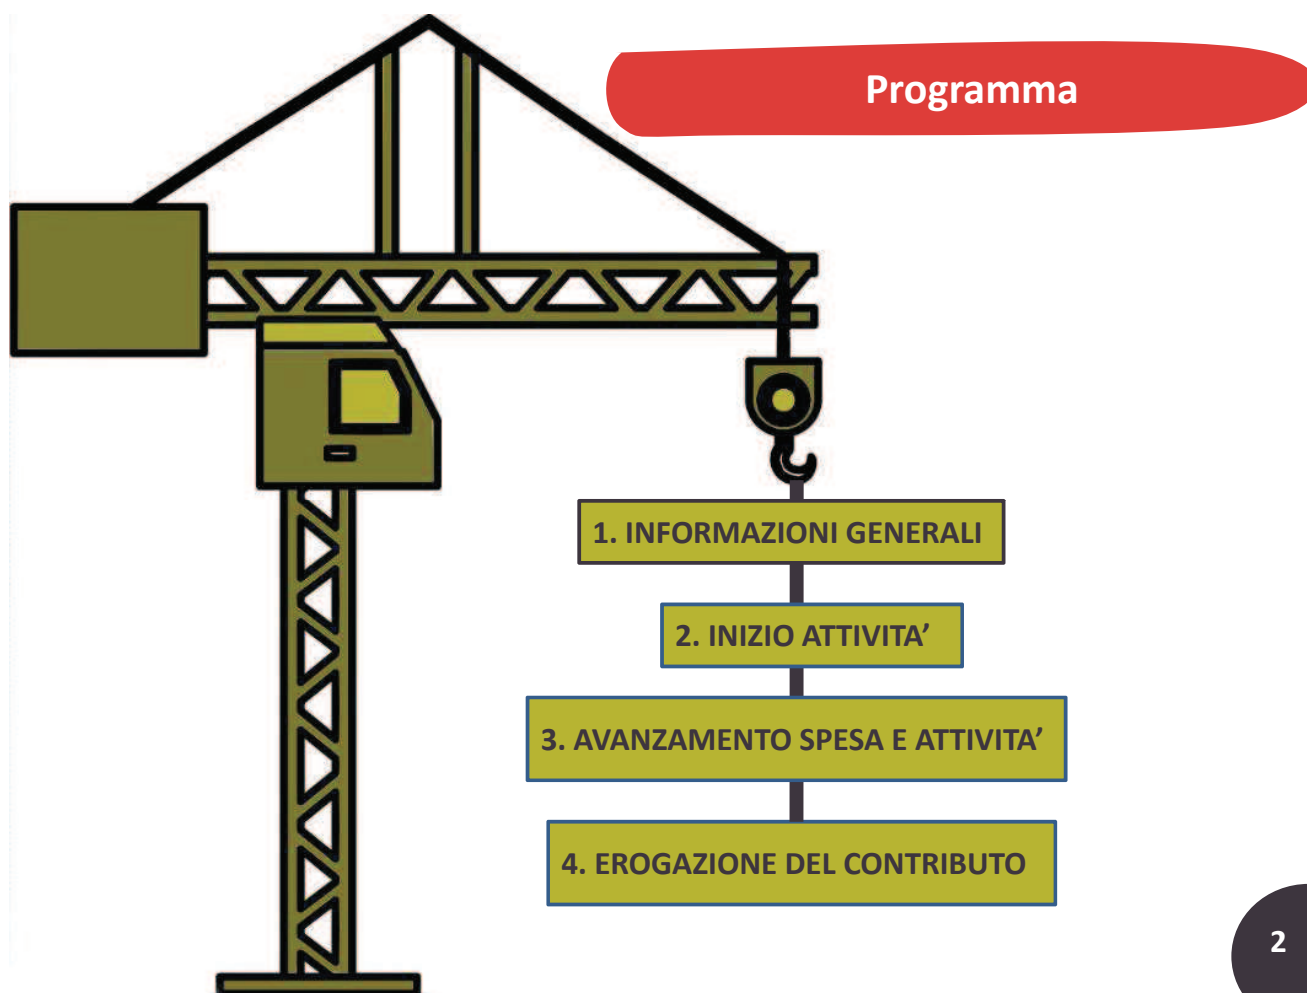 Programma
1. INFORMAZIONI GENERALI
2. INIZIO ATTIVITA’
3. AVANZAMENTO SPESA E ATTIVITA’
4. EROGAZIONE DEL CONTRIBUTO
2